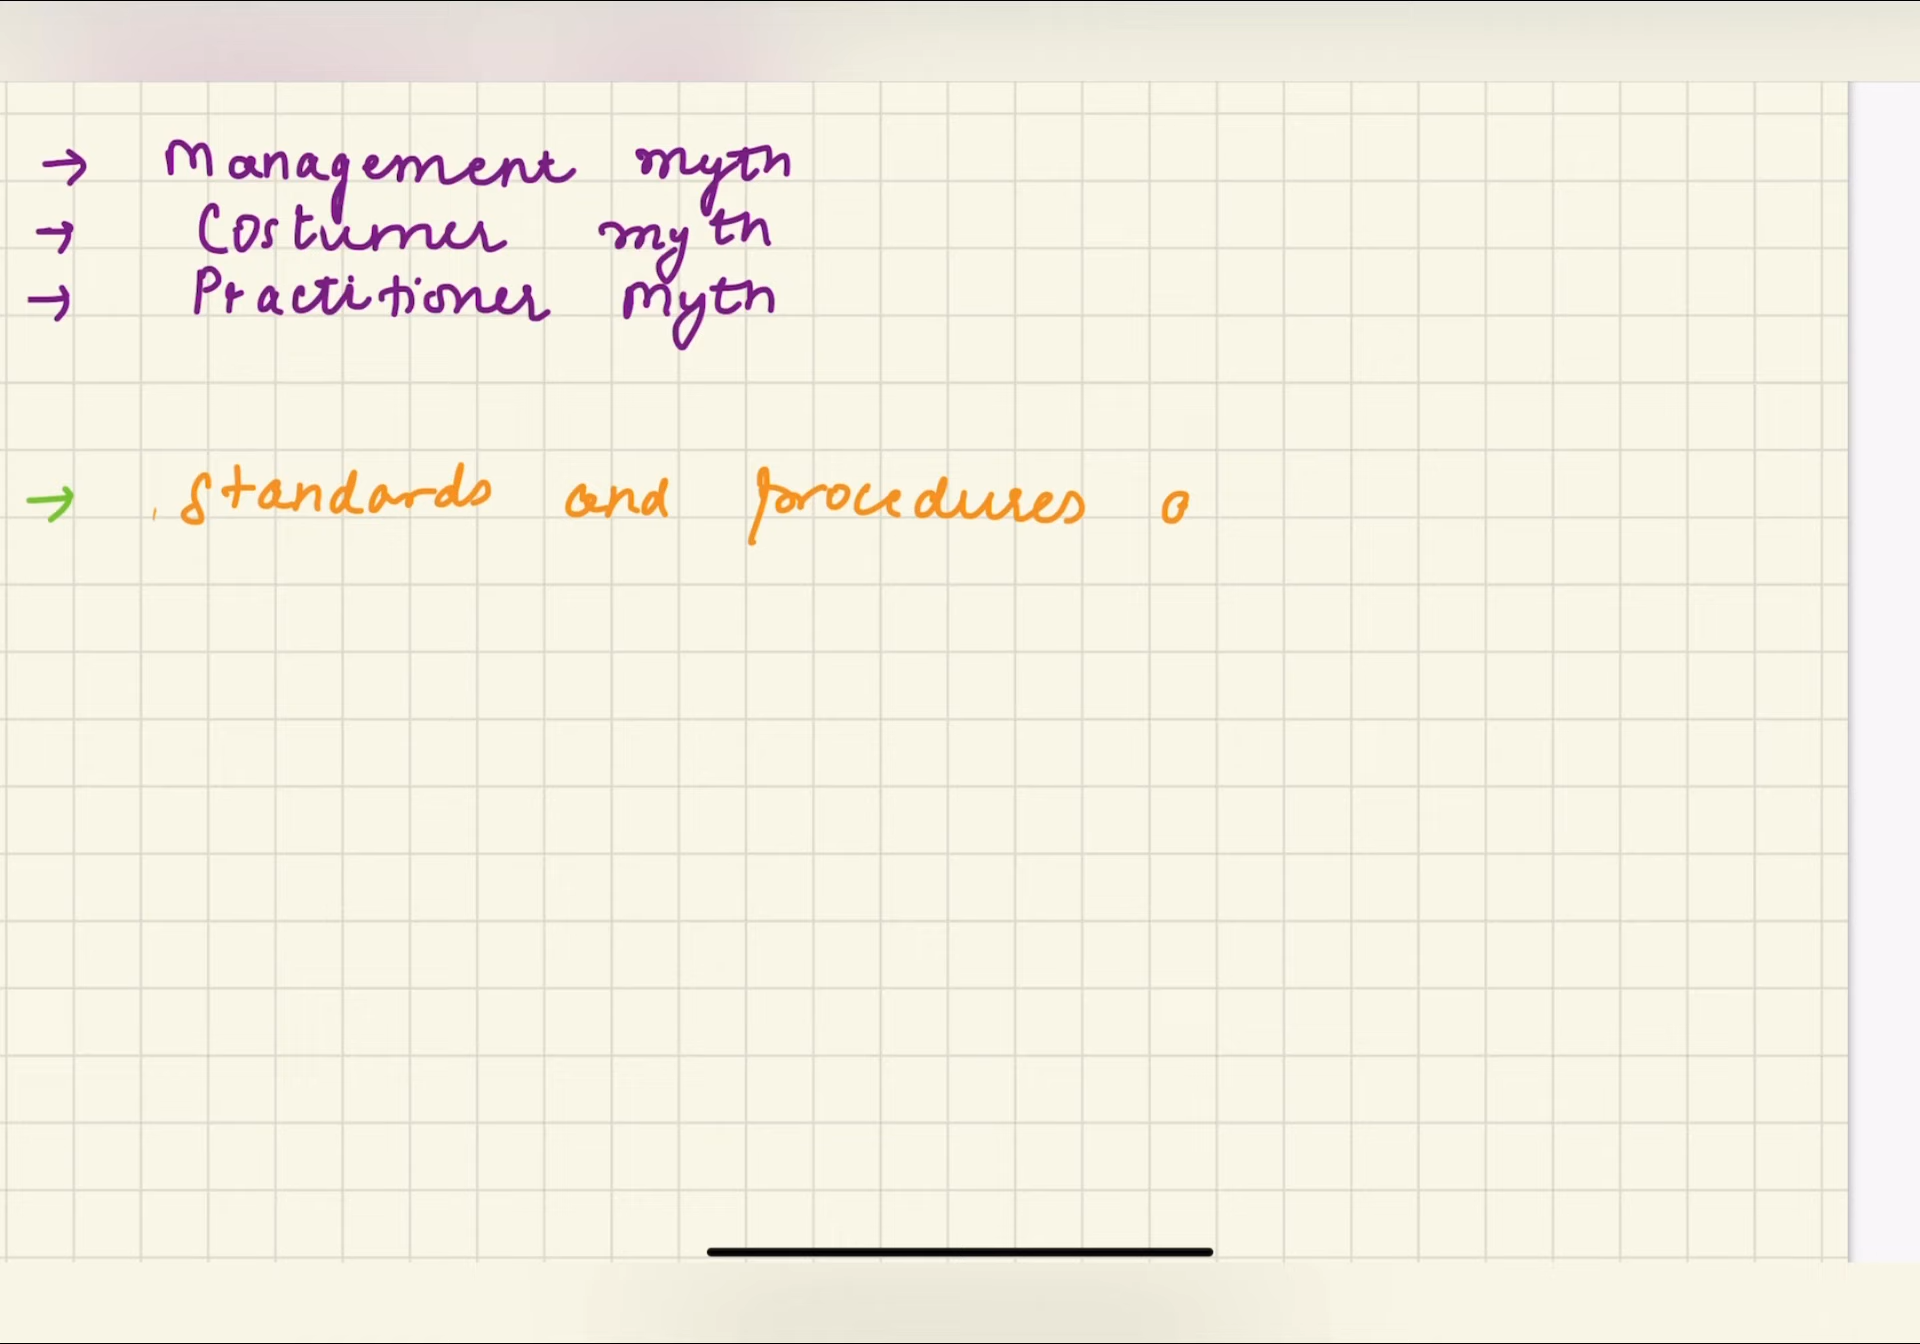 → Management myth
→ Costumer myth
→ Practitioner myth
→ Standards and procedures o